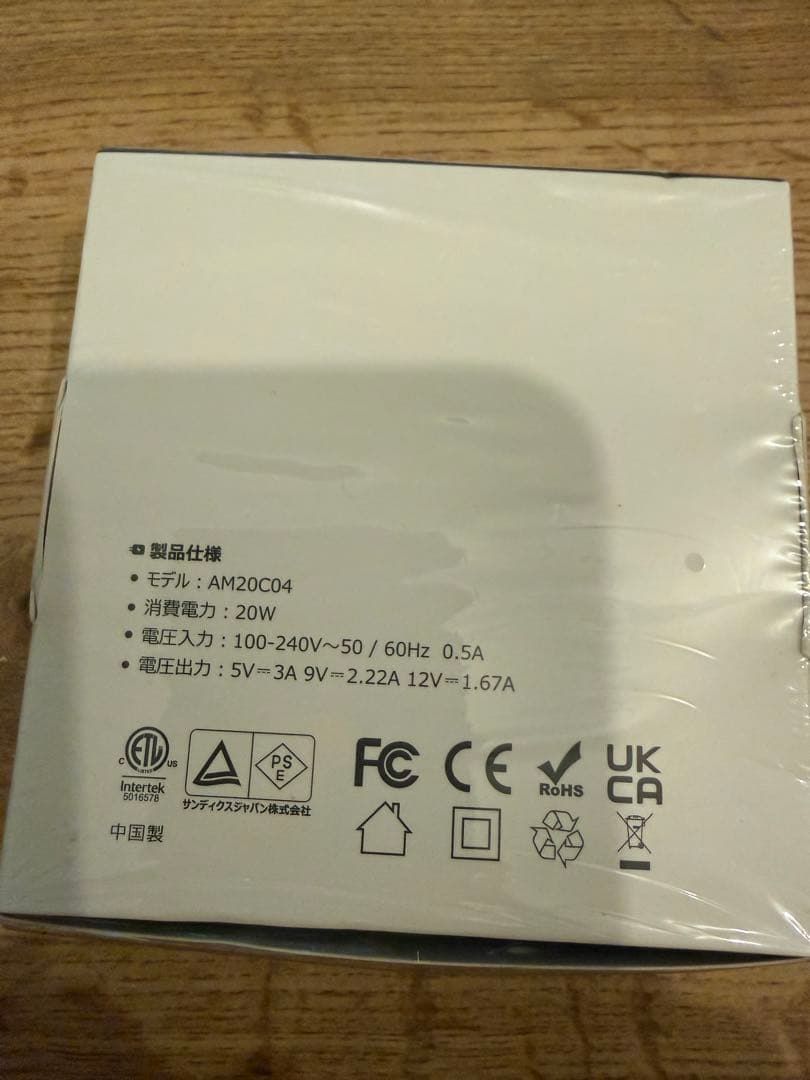 製品仕様
• モデル：AM20C04
• 消費電力：20W
• 電圧入力：100-240V～50 / 60Hz 0.5A
• 電圧出力：5V⎓3A 9V⎓2.22A 12V⎓1.67A
ETL
C US
LISTED
Intertek
5016578
PS
E
サンディクスジャパン株式会社
FC
CE
RoHS
UK
CA
中国製